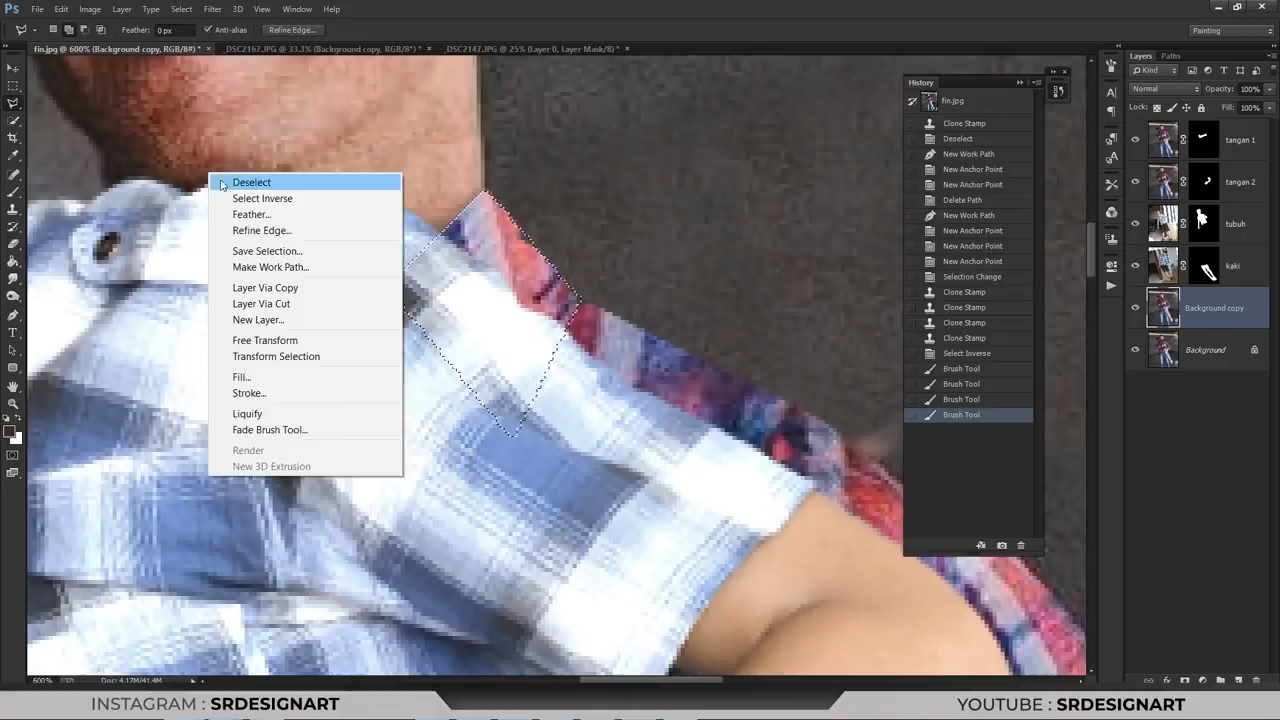 Ps File Edit Image Layer Type Select Filter 3D View Window Help
Feather: 0 px Anti-alias Refine Edge... Painting
fin.jpg @ 600% (Background copy, RGB/8#) * × _DSC2167.JPG @ 33.3% (Background copy, RGB/8*) * × _DSC2147.JPG @ 25% (Layer 0, Layer Mask/8) * ×
Deselect
Select Inverse
Feather...
Refine Edge...
Save Selection...
Make Work Path...
Layer Via Copy
Layer Via Cut
New Layer...
Free Transform
Transform Selection
Fill...
Stroke...
Liquify
Fade Brush Tool...
Render
New 3D Extrusion
History
fin.jpg
Clone Stamp
Deselect
New Work Path
New Anchor Point
New Anchor Point
Delete Path
New Work Path
New Anchor Point
New Anchor Point
New Anchor Point
Selection Change
Clone Stamp
Clone Stamp
Clone Stamp
Clone Stamp
Select Inverse
Brush Tool
Brush Tool
Brush Tool
Brush Tool
Layers Paths
Kind
Normal Opacity: 100%
Lock: Fill: 100%
tangan 1
tangan 2
tubuh
kaki
Background copy
Background
600% Doc: 4.17M/41.4M
INSTAGRAM : SRDESIGNART
YOUTUBE : SRDESIGNART